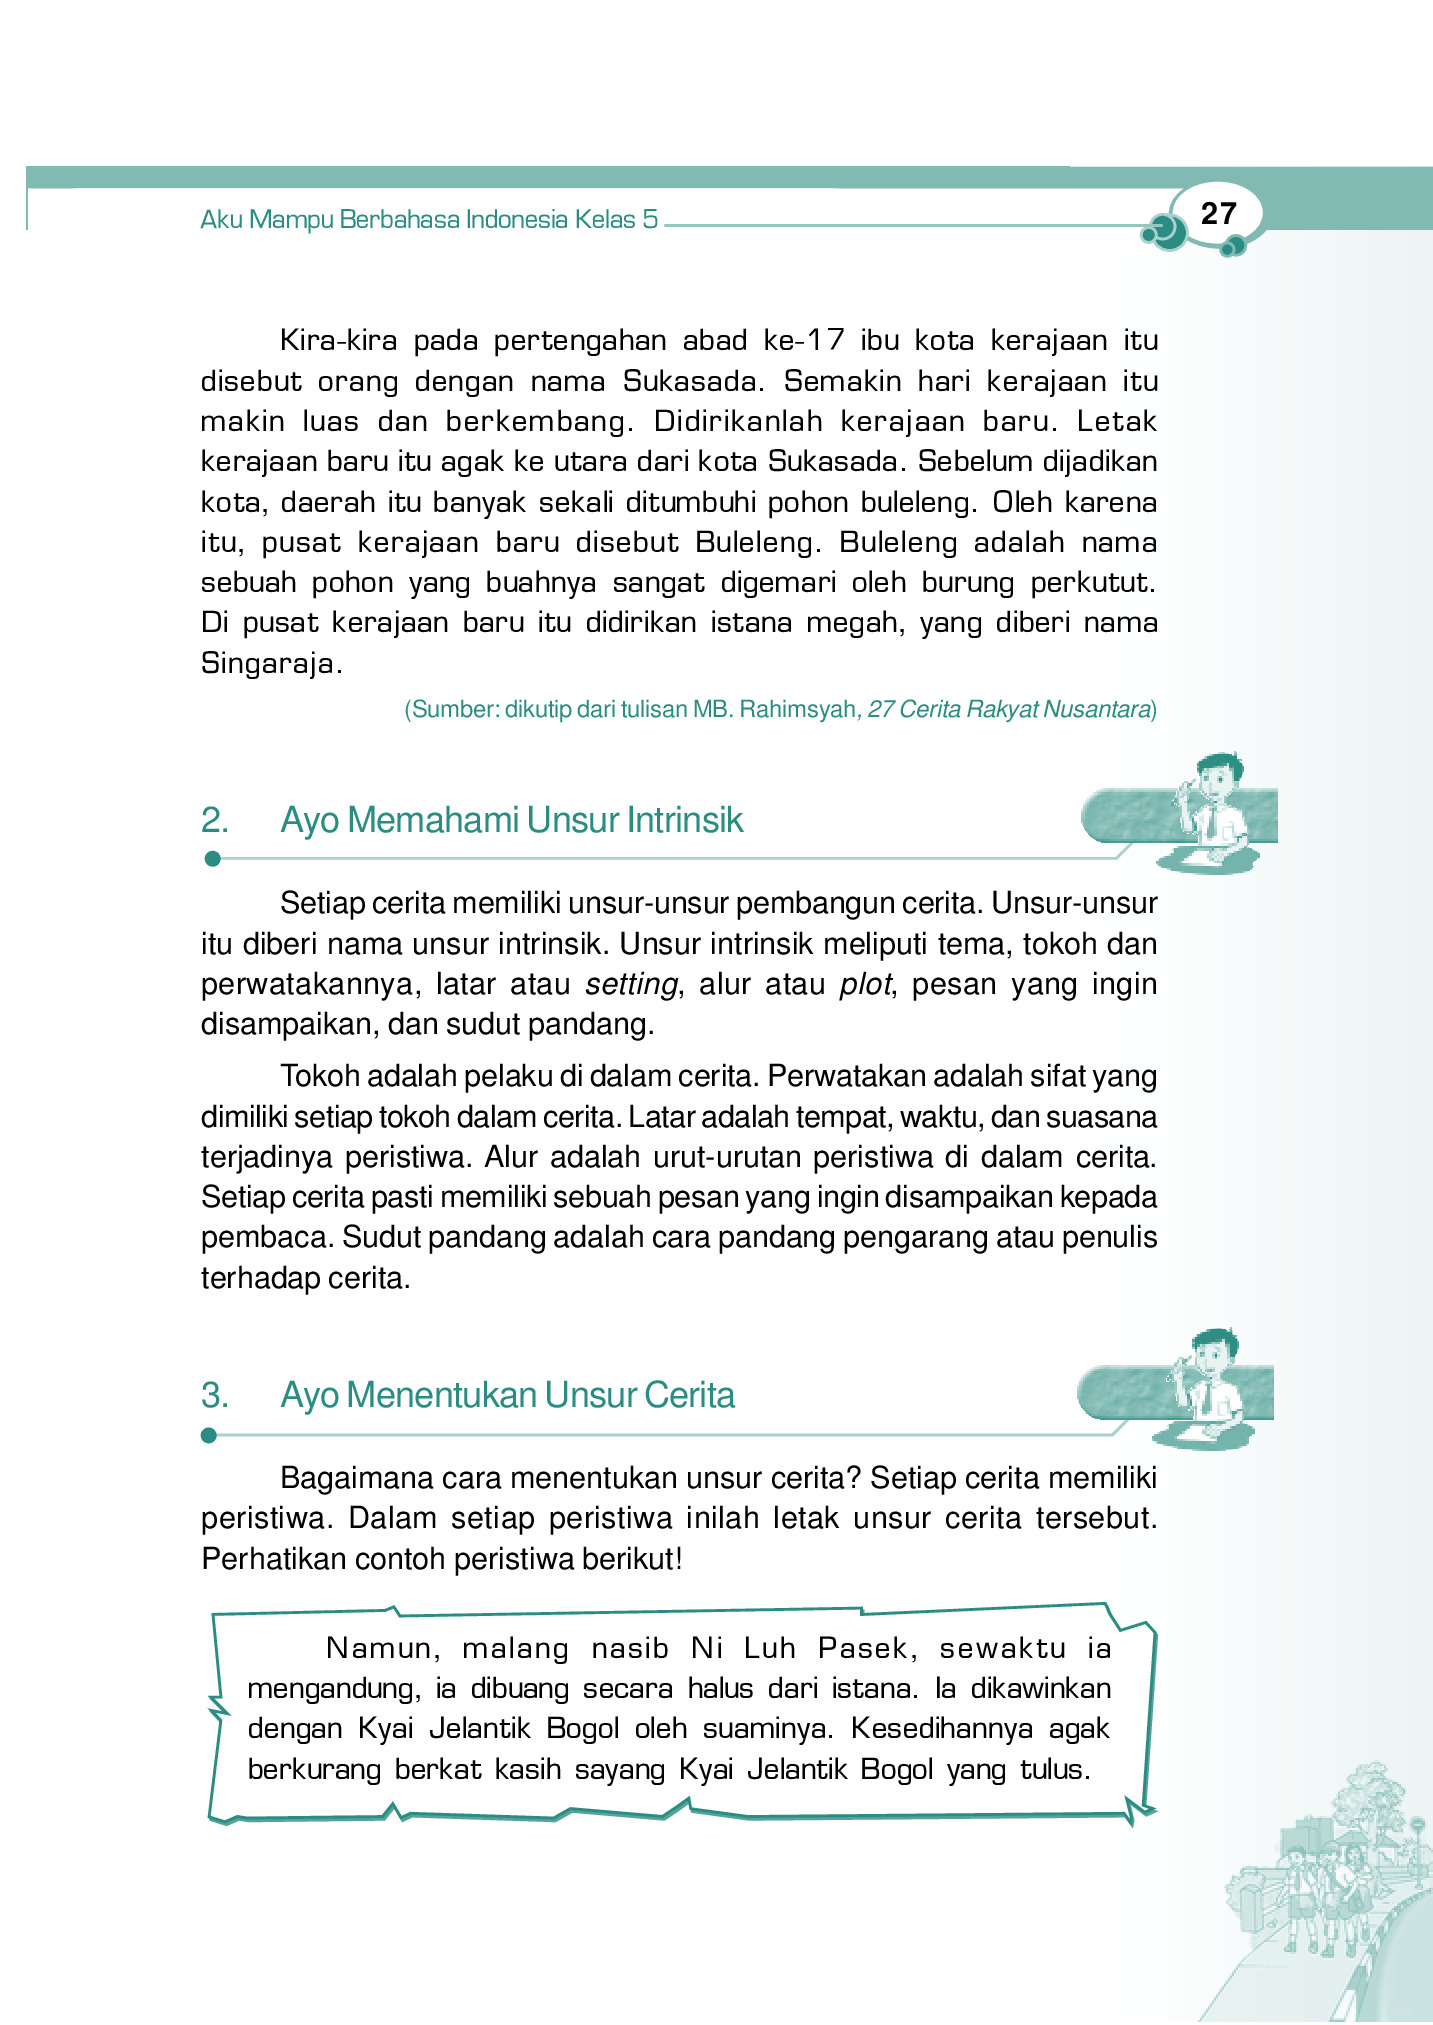 Aku Mampu Berbahasa Indonesia Kelas 5
27
Kira-kira pada pertengahan abad ke-17 ibu kota kerajaan itu
disebut orang dengan nama Sukasada. Semakin hari kerajaan itu
makin luas dan berkembang. Didirikanlah kerajaan baru. Letak
kerajaan baru itu agak ke utara dari kota Sukasada. Sebelum dijadikan
kota, daerah itu banyak sekali ditumbuhi pohon buleleng. Oleh karena
itu, pusat kerajaan baru disebut Buleleng. Buleleng adalah nama
sebuah pohon yang buahnya sangat digemari oleh burung perkutut.
Di pusat kerajaan baru itu didirikan istana megah, yang diberi nama
Singaraja.
(Sumber: dikutip dari tulisan MB. Rahimsyah, 27 Cerita Rakyat Nusantara)
2. Ayo Memahami Unsur Intrinsik
Setiap cerita memiliki unsur-unsur pembangun cerita. Unsur-unsur
itu diberi nama unsur intrinsik. Unsur intrinsik meliputi tema, tokoh dan
perwatakannya, latar atau setting, alur atau plot, pesan yang ingin
disampaikan, dan sudut pandang.
Tokoh adalah pelaku di dalam cerita. Perwatakan adalah sifat yang
dimiliki setiap tokoh dalam cerita. Latar adalah tempat, waktu, dan suasana
terjadinya peristiwa. Alur adalah urut-urutan peristiwa di dalam cerita.
Setiap cerita pasti memiliki sebuah pesan yang ingin disampaikan kepada
pembaca. Sudut pandang adalah cara pandang pengarang atau penulis
terhadap cerita.
3. Ayo Menentukan Unsur Cerita
Bagaimana cara menentukan unsur cerita? Setiap cerita memiliki
peristiwa. Dalam setiap peristiwa inilah letak unsur cerita tersebut.
Perhatikan contoh peristiwa berikut!
Namun, malang nasib Ni Luh Pasek, sewaktu ia
mengandung, ia dibuang secara halus dari istana. Ia dikawinkan
dengan Kyai Jelantik Bogol oleh suaminya. Kesedihannya agak
berkurang berkat kasih sayang Kyai Jelantik Bogol yang tulus.